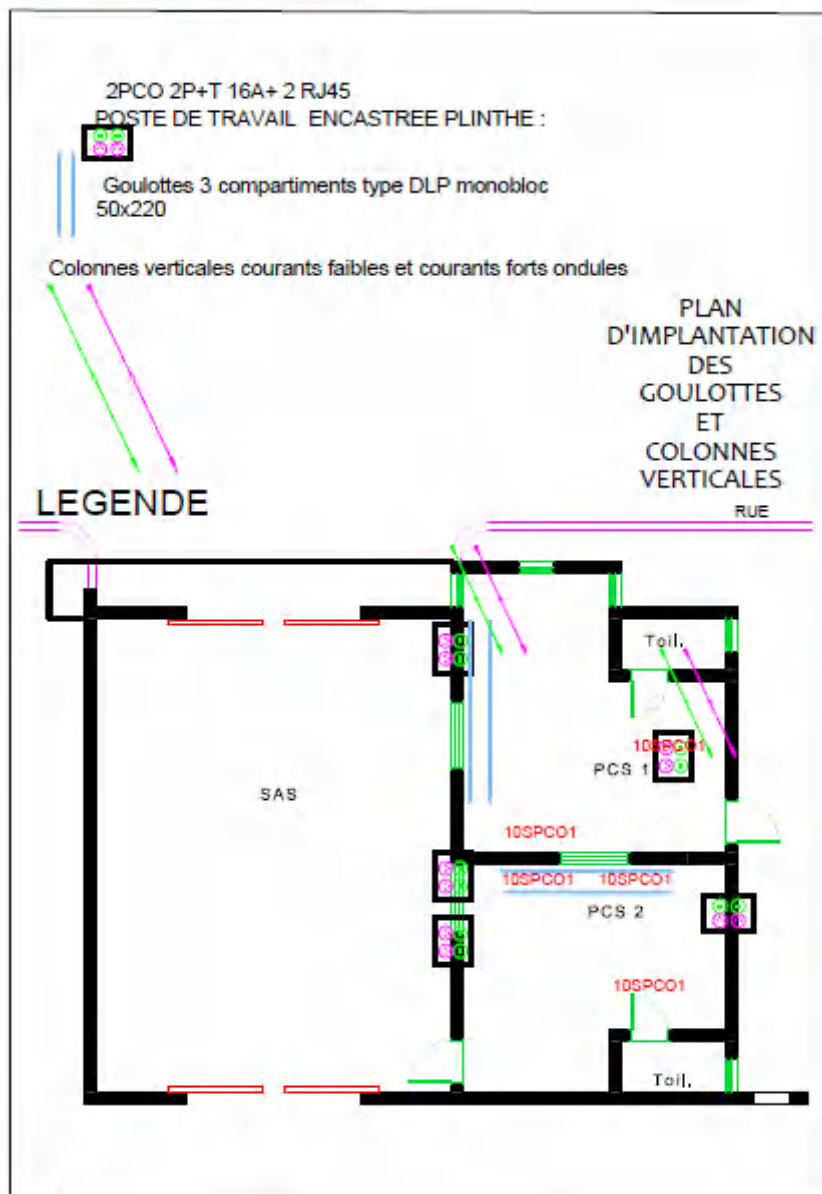 2PCO 2P+T 16A+ 2 RJ45
POSTE DE TRAVAIL ENCASTREE PLINTHE :
Goulottes 3 compartiments type DLP monobloc
50x220
Colonnes verticales courants faibles et courants forts ondules
PLAN
D'IMPLANTATION
DES
GOULOTTES
ET
COLONNES
VERTICALES
LEGENDE
RUE
Toil.
10SPCO1
PCS 1
SAS
10SPCO1
10SPCO1
10SPCO1
PCS 2
10SPCO1
Toil.